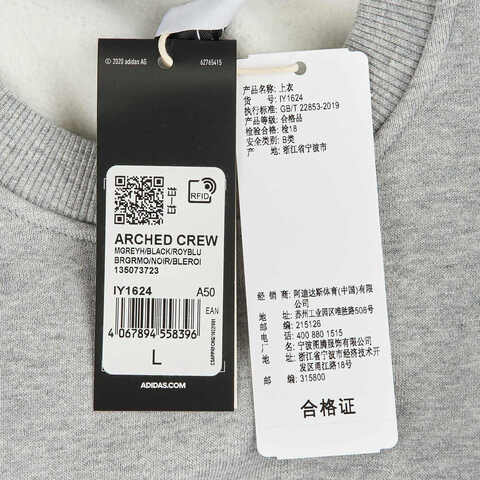 © 2020 adidas AG 62765415
RFID
ARCHED CREW
MGREYH/BLACK/ROYBLU
BRGRMO/NOIR/BLEROI
135073723
IY1624 A50
EAN
4 067894 558396
L
ADIDAS.COM
产品名称: 上衣
货 号: IY1624
执行标准: GB/T 22853-2019
产品等级: 合格品
检验合格: 检18
安全类别: B类
产 地: 浙江省宁波市
经 销 商: 阿迪达斯体育(中国)有限
公司
地 址: 苏州工业园区唯胜路508号
邮 编: 215126
电 话: 400 880 1515
厂 名: 宁波图腾服饰有限公司
地 址: 浙江省宁波市经济技术开
发区甬江路18号
邮 编: 315800
合格证